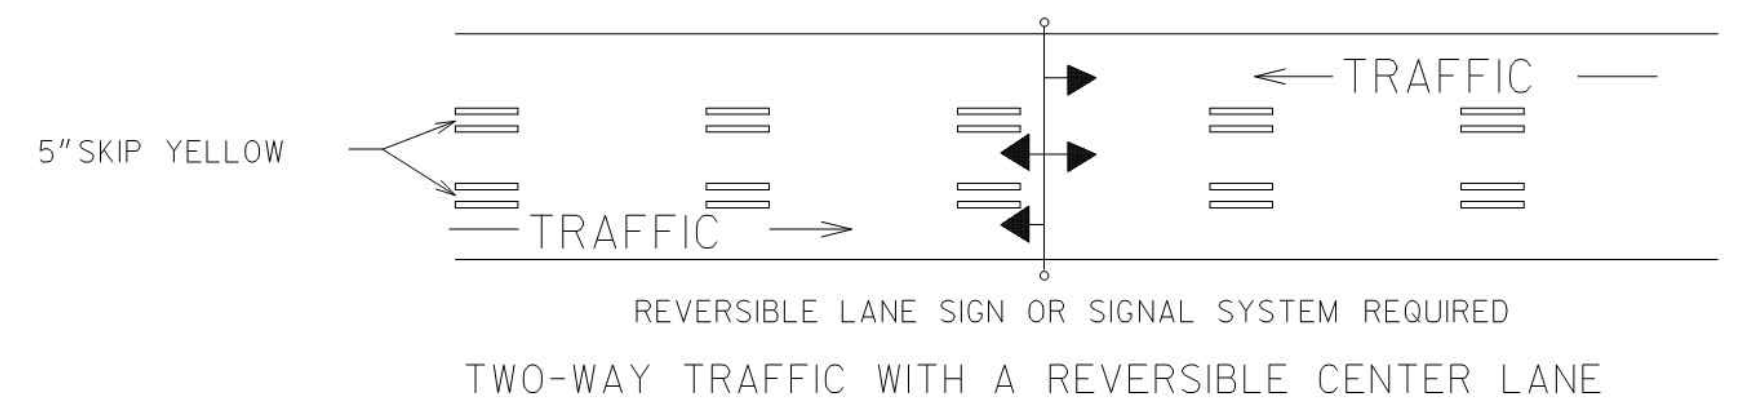 TRAFFIC
5"SKIP YELLOW
TRAFFIC
REVERSIBLE LANE SIGN OR SIGNAL SYSTEM REQUIRED
TWO-WAY TRAFFIC WITH A REVERSIBLE CENTER LANE